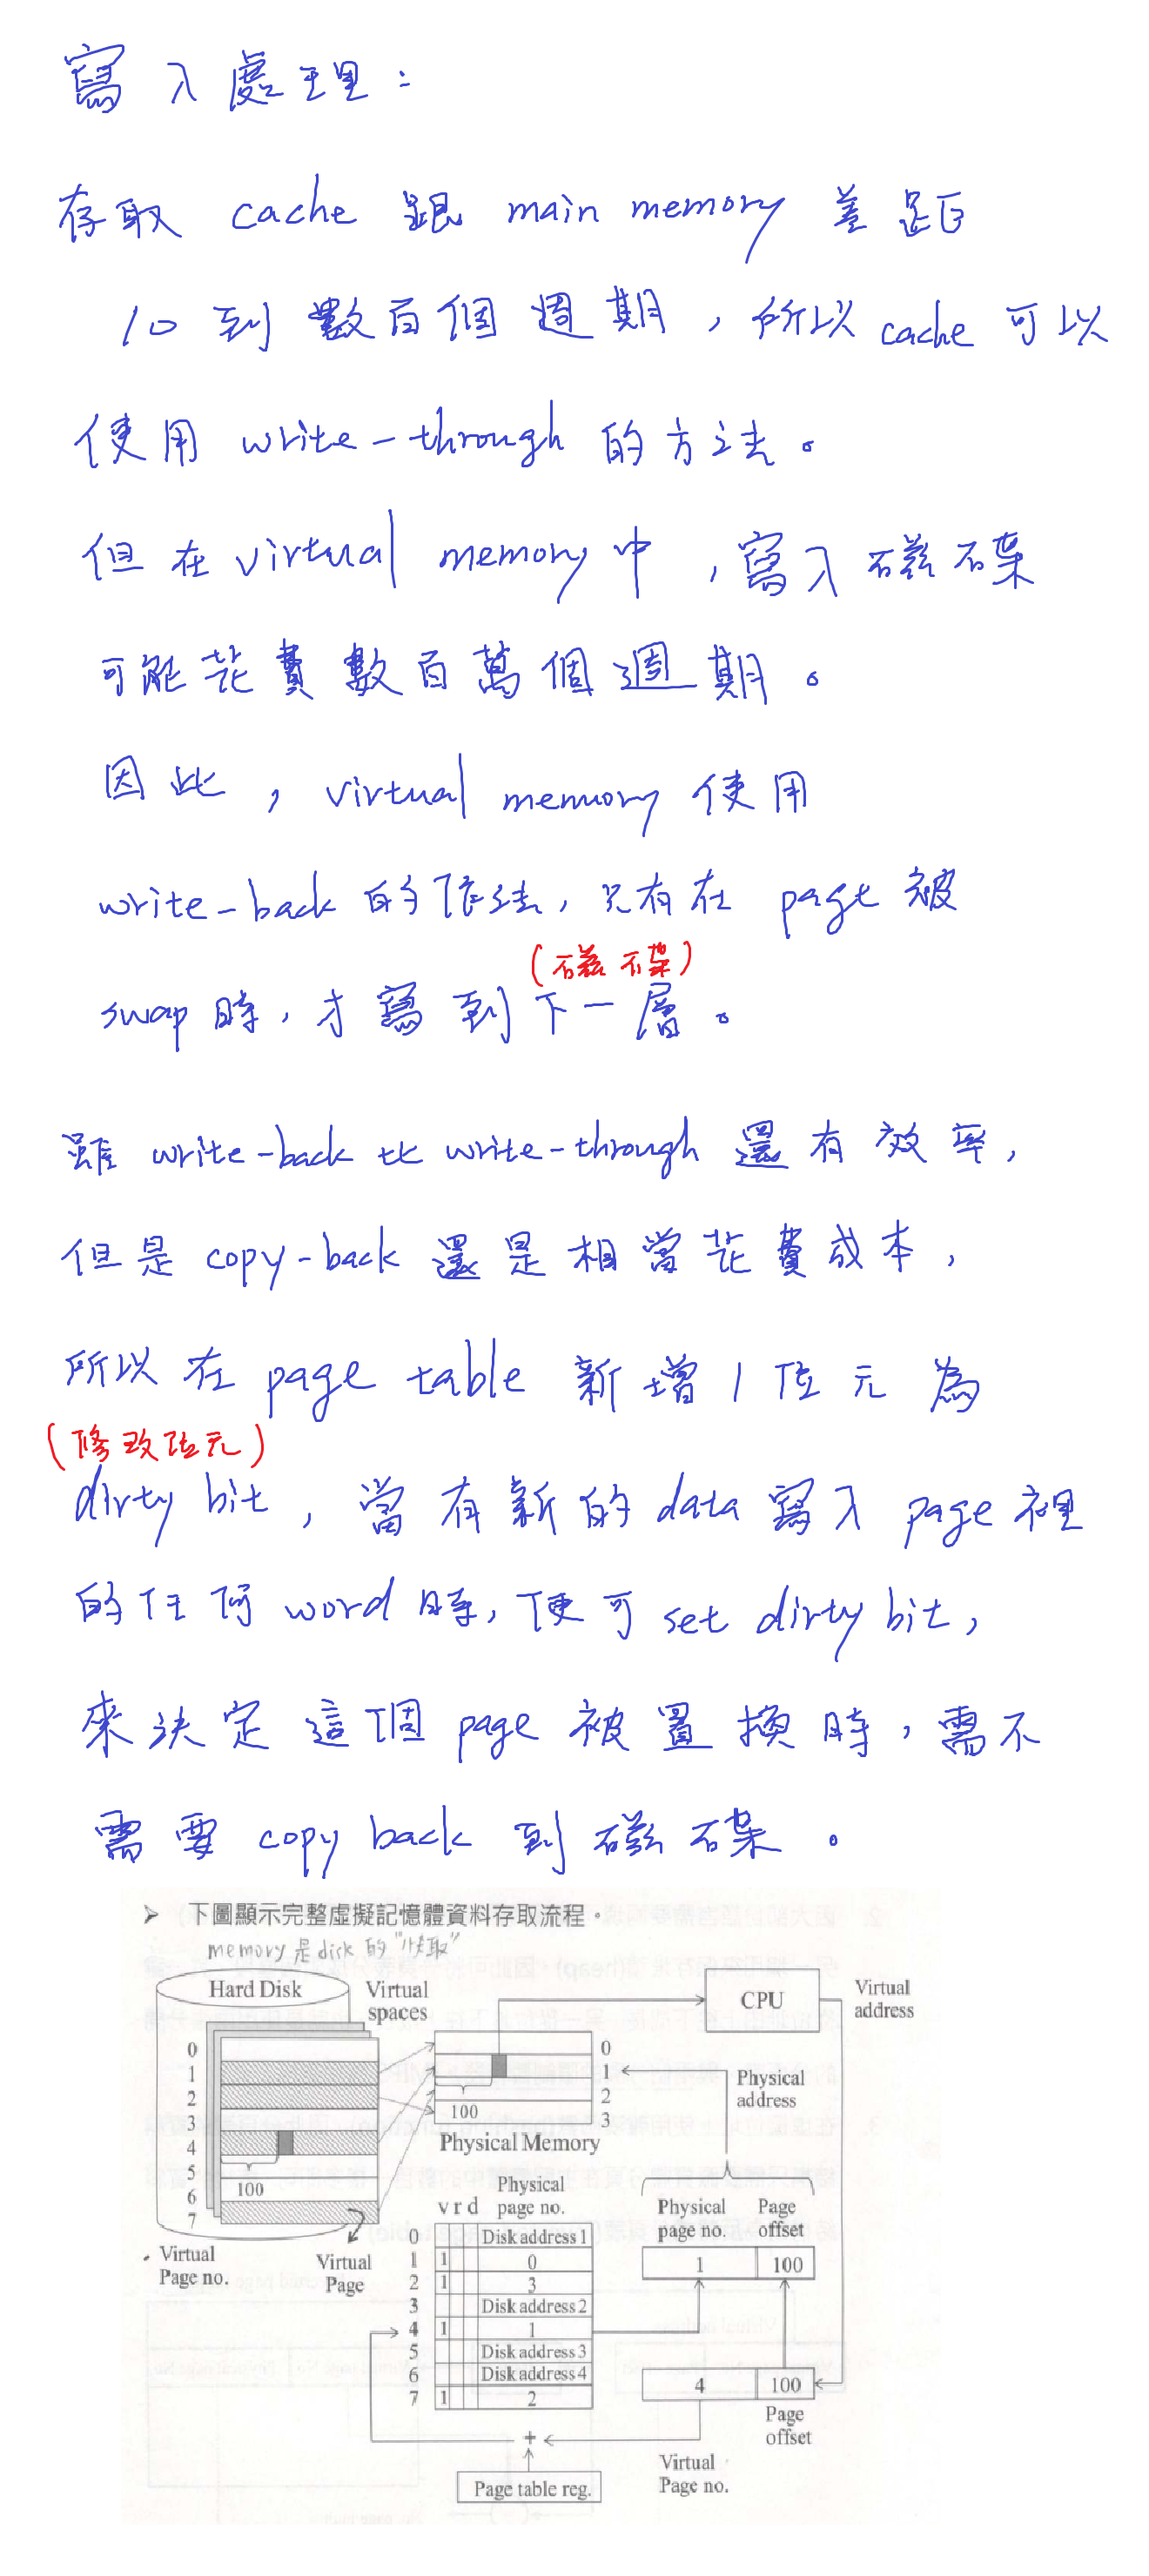 寫入處理：
存取 cache 跟 main memory 差距
10 到數百個週期，所以 cache 可以
使用 write-through 的方法。
但在 virtual memory 中，寫入磁碟
可能花費數百萬個週期。
因此，virtual memory 使用
write-back 的作法，只有在 page 被
(磁碟)
swap 時，才寫到下一層。
雖 write-back 比 write-through 還有效率，
但是 copy-back 還是相當花費成本，
所以在 page table 新增 1 位元為
(修改位元)
dirty bit，當有新的 data 寫入 page 裡
的任何 word 時，便可 set dirty bit，
來決定這個 page 被置換時，需不
需要 copy back 到磁碟。
➢ 下圖顯示完整虛擬記憶體資料存取流程。
memory 是 disk 的 "快取"
Hard Disk
Virtual
spaces
CPU
Virtual
address
0
1
2
3
4
5
6
7
100
0
1
2
3
100
Physical Memory
Physical
address
Virtual
Page no.
Virtual
Page
v r d
Physical
page no.
0 Disk address 1
1 1 0
2 1 3
3 Disk address 2
4 1 1
5 Disk address 3
6 Disk address 4
7 1 2
Physical
page no.
Page
offset
1 100
4 100
Page
offset
+
Virtual
Page no.
Page table reg.